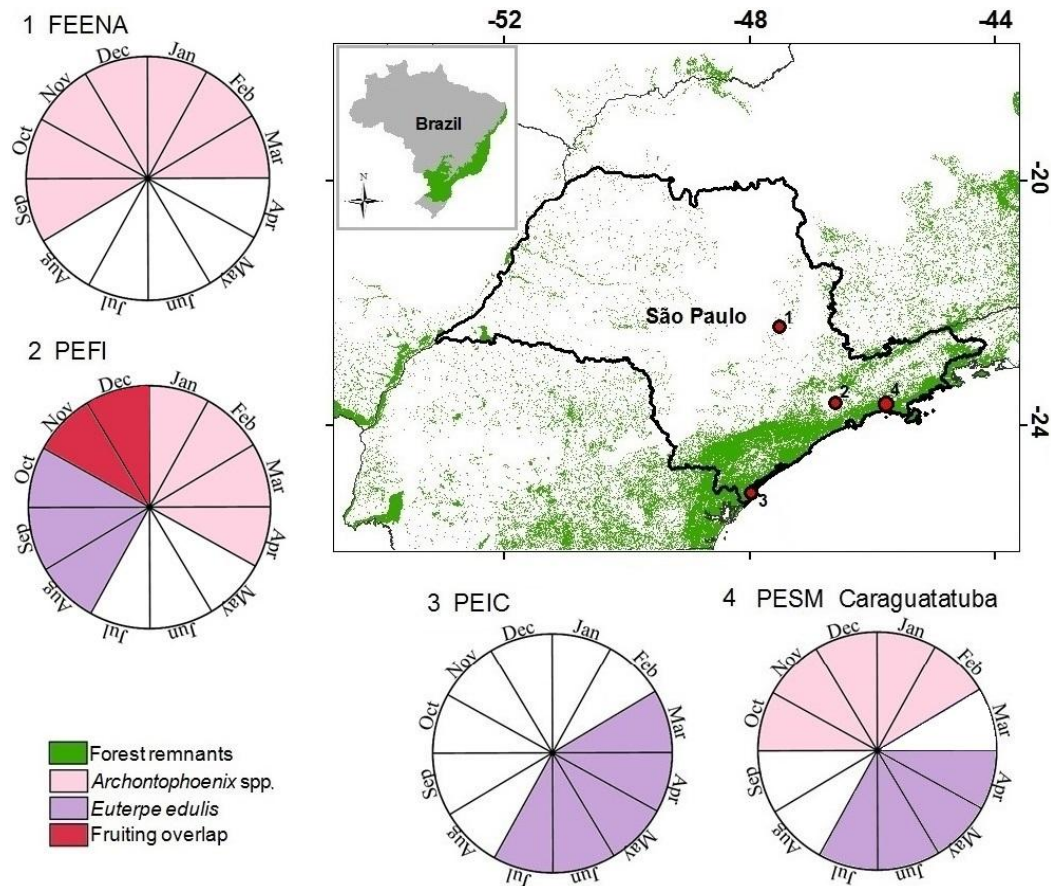 1 FEENA
Dec
Jan
Feb
Mar
Apr
May
Jun
Jul
Aug
Sep
Oct
Nov
2 PEFI
Dec
Jan
Feb
Mar
Apr
May
Jun
Jul
Aug
Sep
Oct
Nov
-52
-48
-44
-20
-24
Brazil
N
São Paulo
1
2
4
3
3 PEIC
Dec
Jan
Feb
Mar
Apr
May
Jun
Jul
Aug
Sep
Oct
Nov
4 PESM Caraguatatuba
Dec
Jan
Feb
Mar
Apr
May
Jun
Jul
Aug
Sep
Oct
Nov
Forest remnants
Archontophoenix spp.
Euterpe edulis
Fruiting overlap